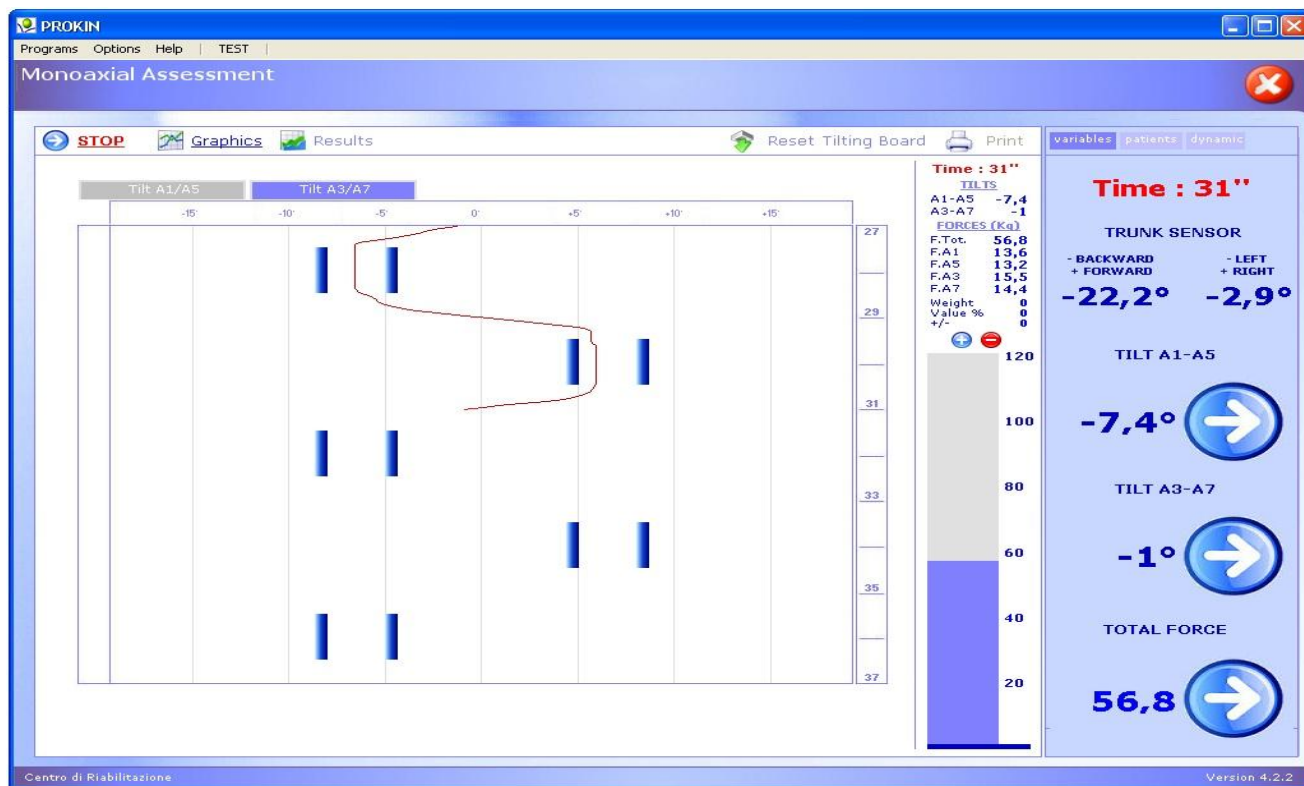 PROKIN
Programs Options Help | TEST |
Monoaxial Assessment
STOP Graphics Results Reset Tilting Board Print
Tilt A1/A5 Tilt A3/A7
-15° -10° -5° 0° +5° +10° +15°
27
29
31
33
35
37
Time : 31"
TILTS
A1-A5 -7,4
A3-A7 -1
FORCES (Kg)
F.Tot. 56,8
F.A1 13,6
F.A5 13,2
F.A3 15,5
F.A7 14,4
Weight 0
Value % 0
+/- 0
120
100
80
60
40
20
variables patients dynamic
Time : 31''
TRUNK SENSOR
- BACKWARD - LEFT
+ FORWARD + RIGHT
-22,2° -2,9°
TILT A1-A5
-7,4°
TILT A3-A7
-1°
TOTAL FORCE
56,8
Centro di Riabilitazione Version 4.2.2